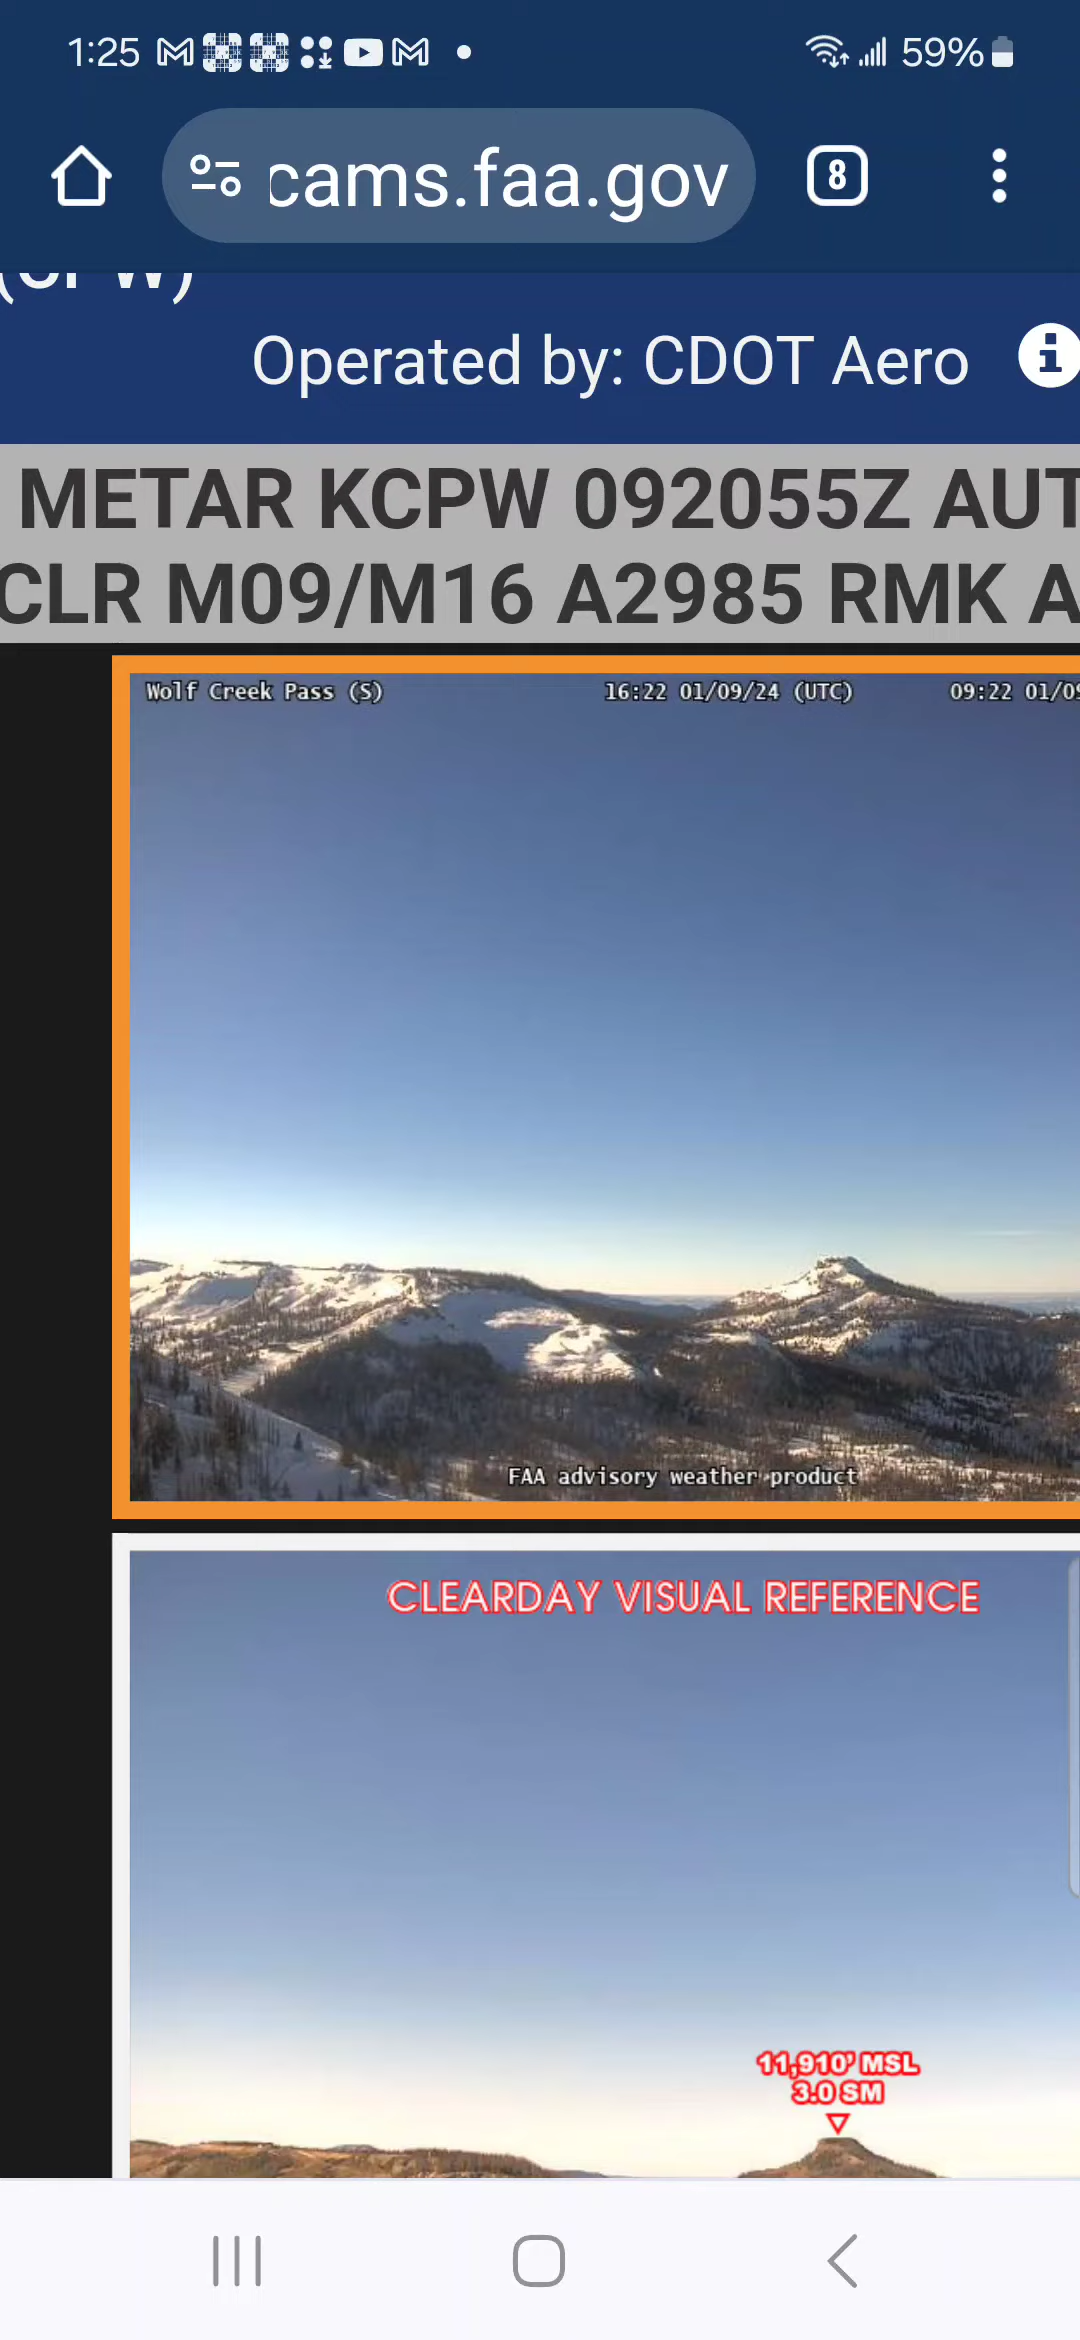 1:25 59%
cams.faa.gov 8
Operated by: CDOT Aero
METAR KCPW 092055Z AUT
CLR M09/M16 A2985 RMK A
Wolf Creek Pass (S) 16:22 01/09/24 (UTC) 09:22 01/09
FAA advisory weather product
CLEARDAY VISUAL REFERENCE
11,910' MSL
3.0 SM